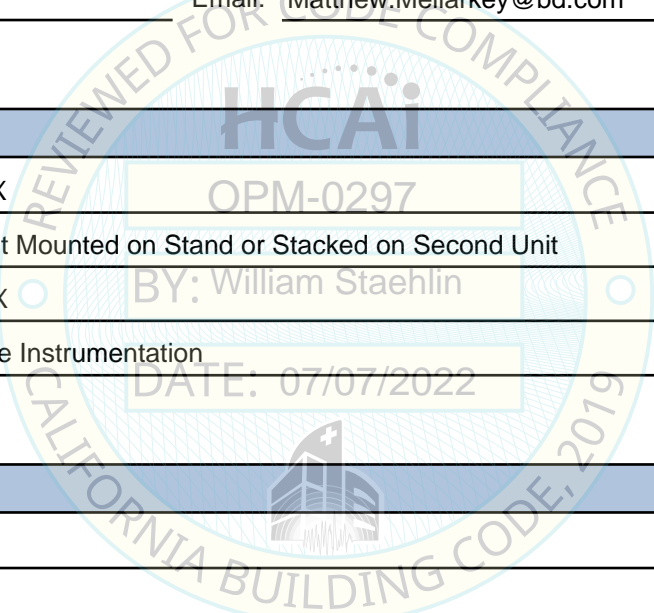 Email: Matthew.Mellarkey@bd.com
REVIEWED FOR CODE COMPLIANCE
HCAi
X
OPM-0297
t Mounted on Stand or Stacked on Second Unit
BY: William Staehlin
X
e Instrumentation
DATE: 07/07/2022
CALIFORNIA BUILDING CODE, 2019